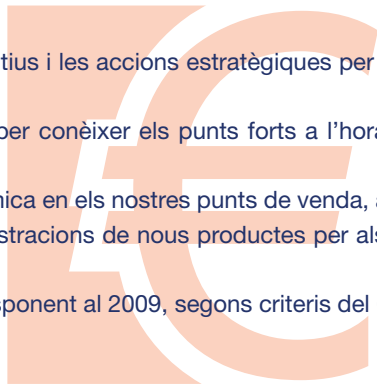 tius i les accions estratègiques per
per conèixer els punts forts a l’hora
nica en els nostres punts de venda, a
stracions de nous productes per als
sponent al 2009, segons criteris del